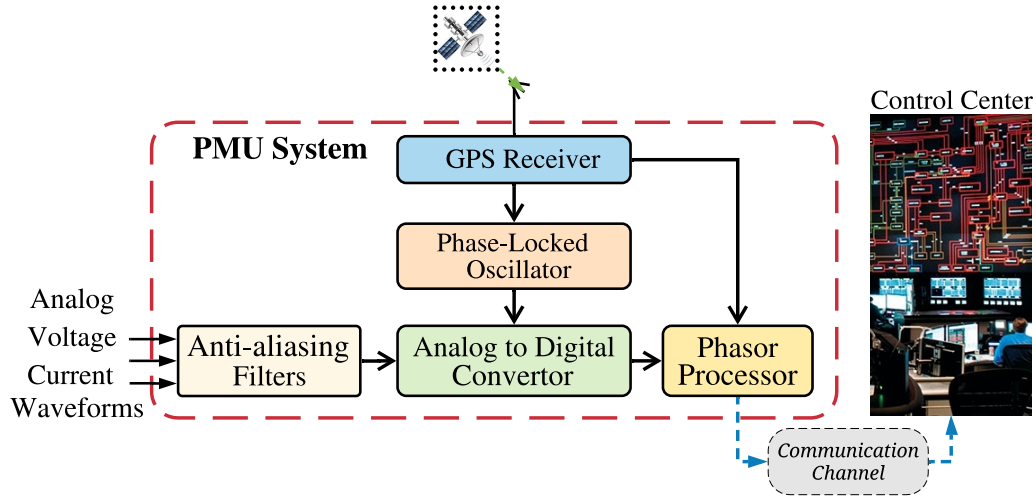 Control Center
PMU System
GPS Receiver
Phase-Locked
Oscillator
Analog
Voltage
Current
Waveforms
Anti-aliasing
Filters
Analog to Digital
Convertor
Phasor
Processor
Communication
Channel